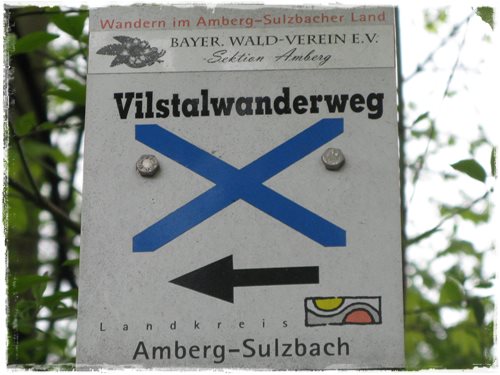 Wandern im Amberg-Sulzbacher Land
BAYER. WALD-VEREIN E.V.
-Sektion Amberg
Vilstalwanderweg
Landkreis
Amberg-Sulzbach